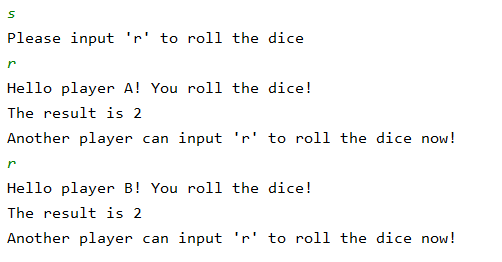 s
Please input 'r' to roll the dice
r
Hello player A! You roll the dice!
The result is 2
Another player can input 'r' to roll the dice now!
r
Hello player B! You roll the dice!
The result is 2
Another player can input 'r' to roll the dice now!